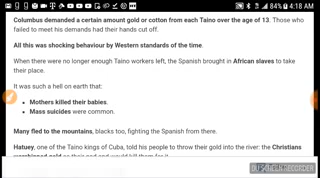 84% 4:18 AM
Columbus demanded a certain amount gold or cotton from each Taino over the age of 13. Those who
failed to meet his demands had their hands cut off.
All this was shocking behaviour by Western standards of the time.
When there were no longer enough Taino workers left, the Spanish brought in African slaves to take
their place.
It was such a hell on earth that:
• Mothers killed their babies.
• Mass suicides were common.
Many fled to the mountains, blacks too, fighting the Spanish from there.
Hatuey, one of the Taino kings of Cuba, told his people to throw their gold into the river: the Christians